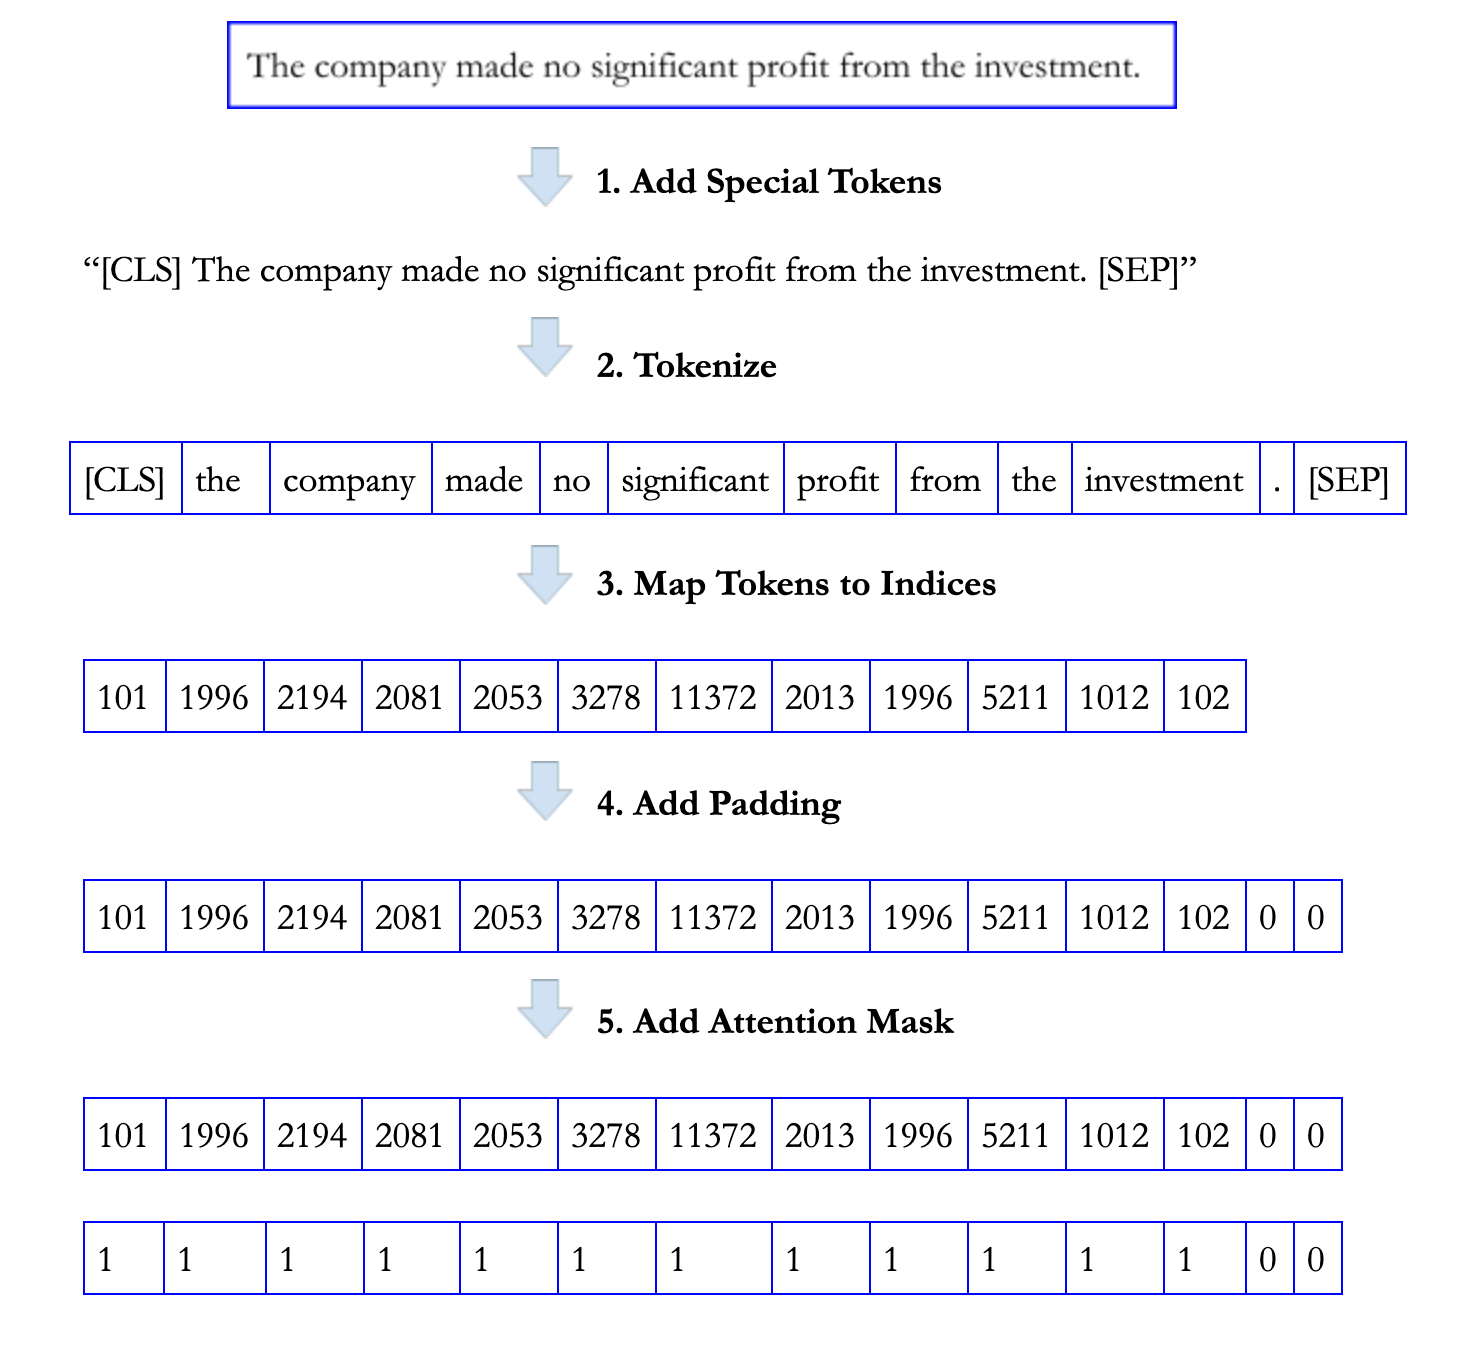 The company made no significant profit from the investment.
1. Add Special Tokens
“[CLS] The company made no significant profit from the investment. [SEP]”
2. Tokenize
[CLS] the company made no significant profit from the investment . [SEP]
3. Map Tokens to Indices
101 1996 2194 2081 2053 3278 11372 2013 1996 5211 1012 102
4. Add Padding
101 1996 2194 2081 2053 3278 11372 2013 1996 5211 1012 102 0 0
5. Add Attention Mask
101 1996 2194 2081 2053 3278 11372 2013 1996 5211 1012 102 0 0
1 1 1 1 1 1 1 1 1 1 1 1 0 0